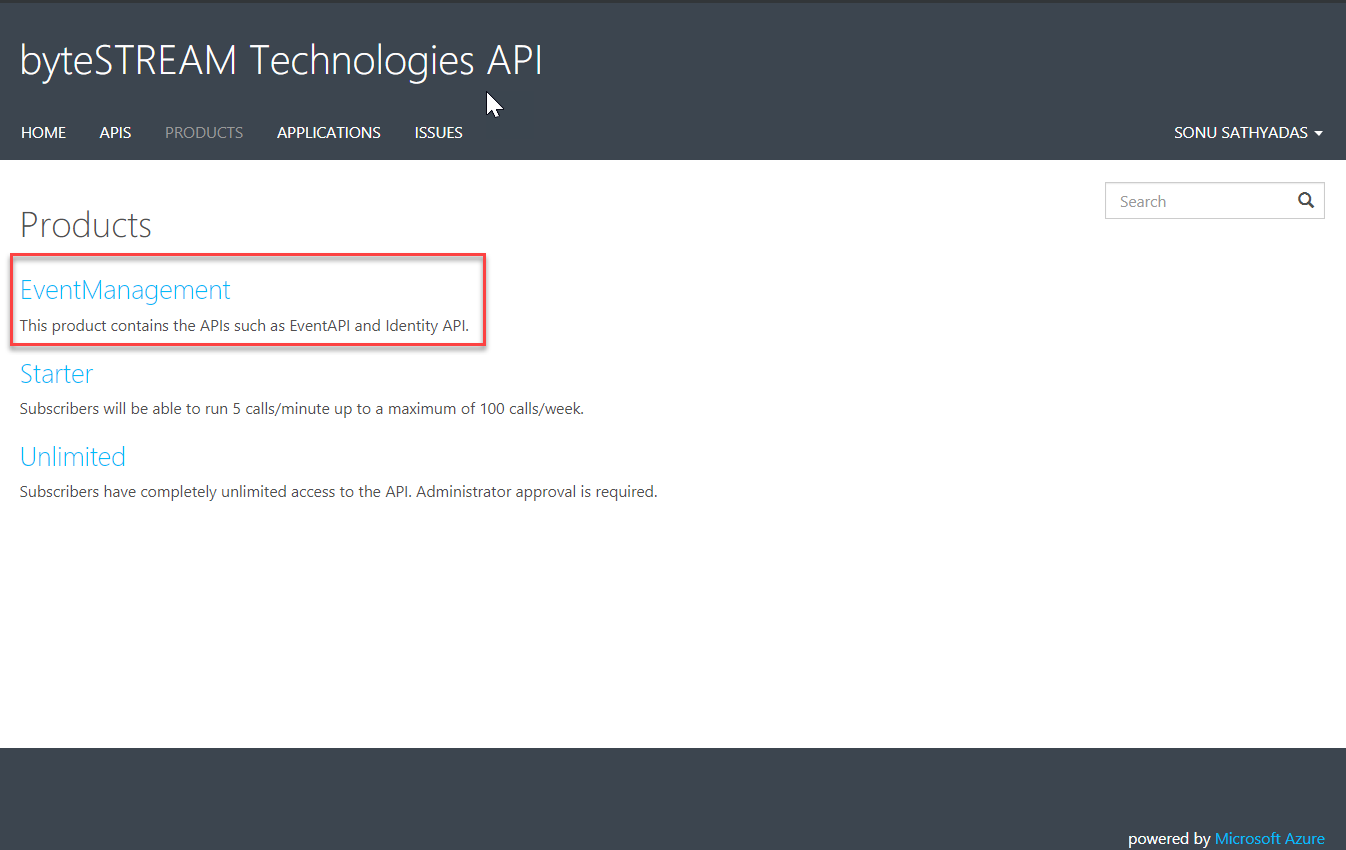 byteSTREAM Technologies API
HOME APIS PRODUCTS APPLICATIONS ISSUES SONU SATHYADAS
Search
Products
EventManagement
This product contains the APIs such as EventAPI and Identity API.
Starter
Subscribers will be able to run 5 calls/minute up to a maximum of 100 calls/week.
Unlimited
Subscribers have completely unlimited access to the API. Administrator approval is required.
powered by Microsoft Azure